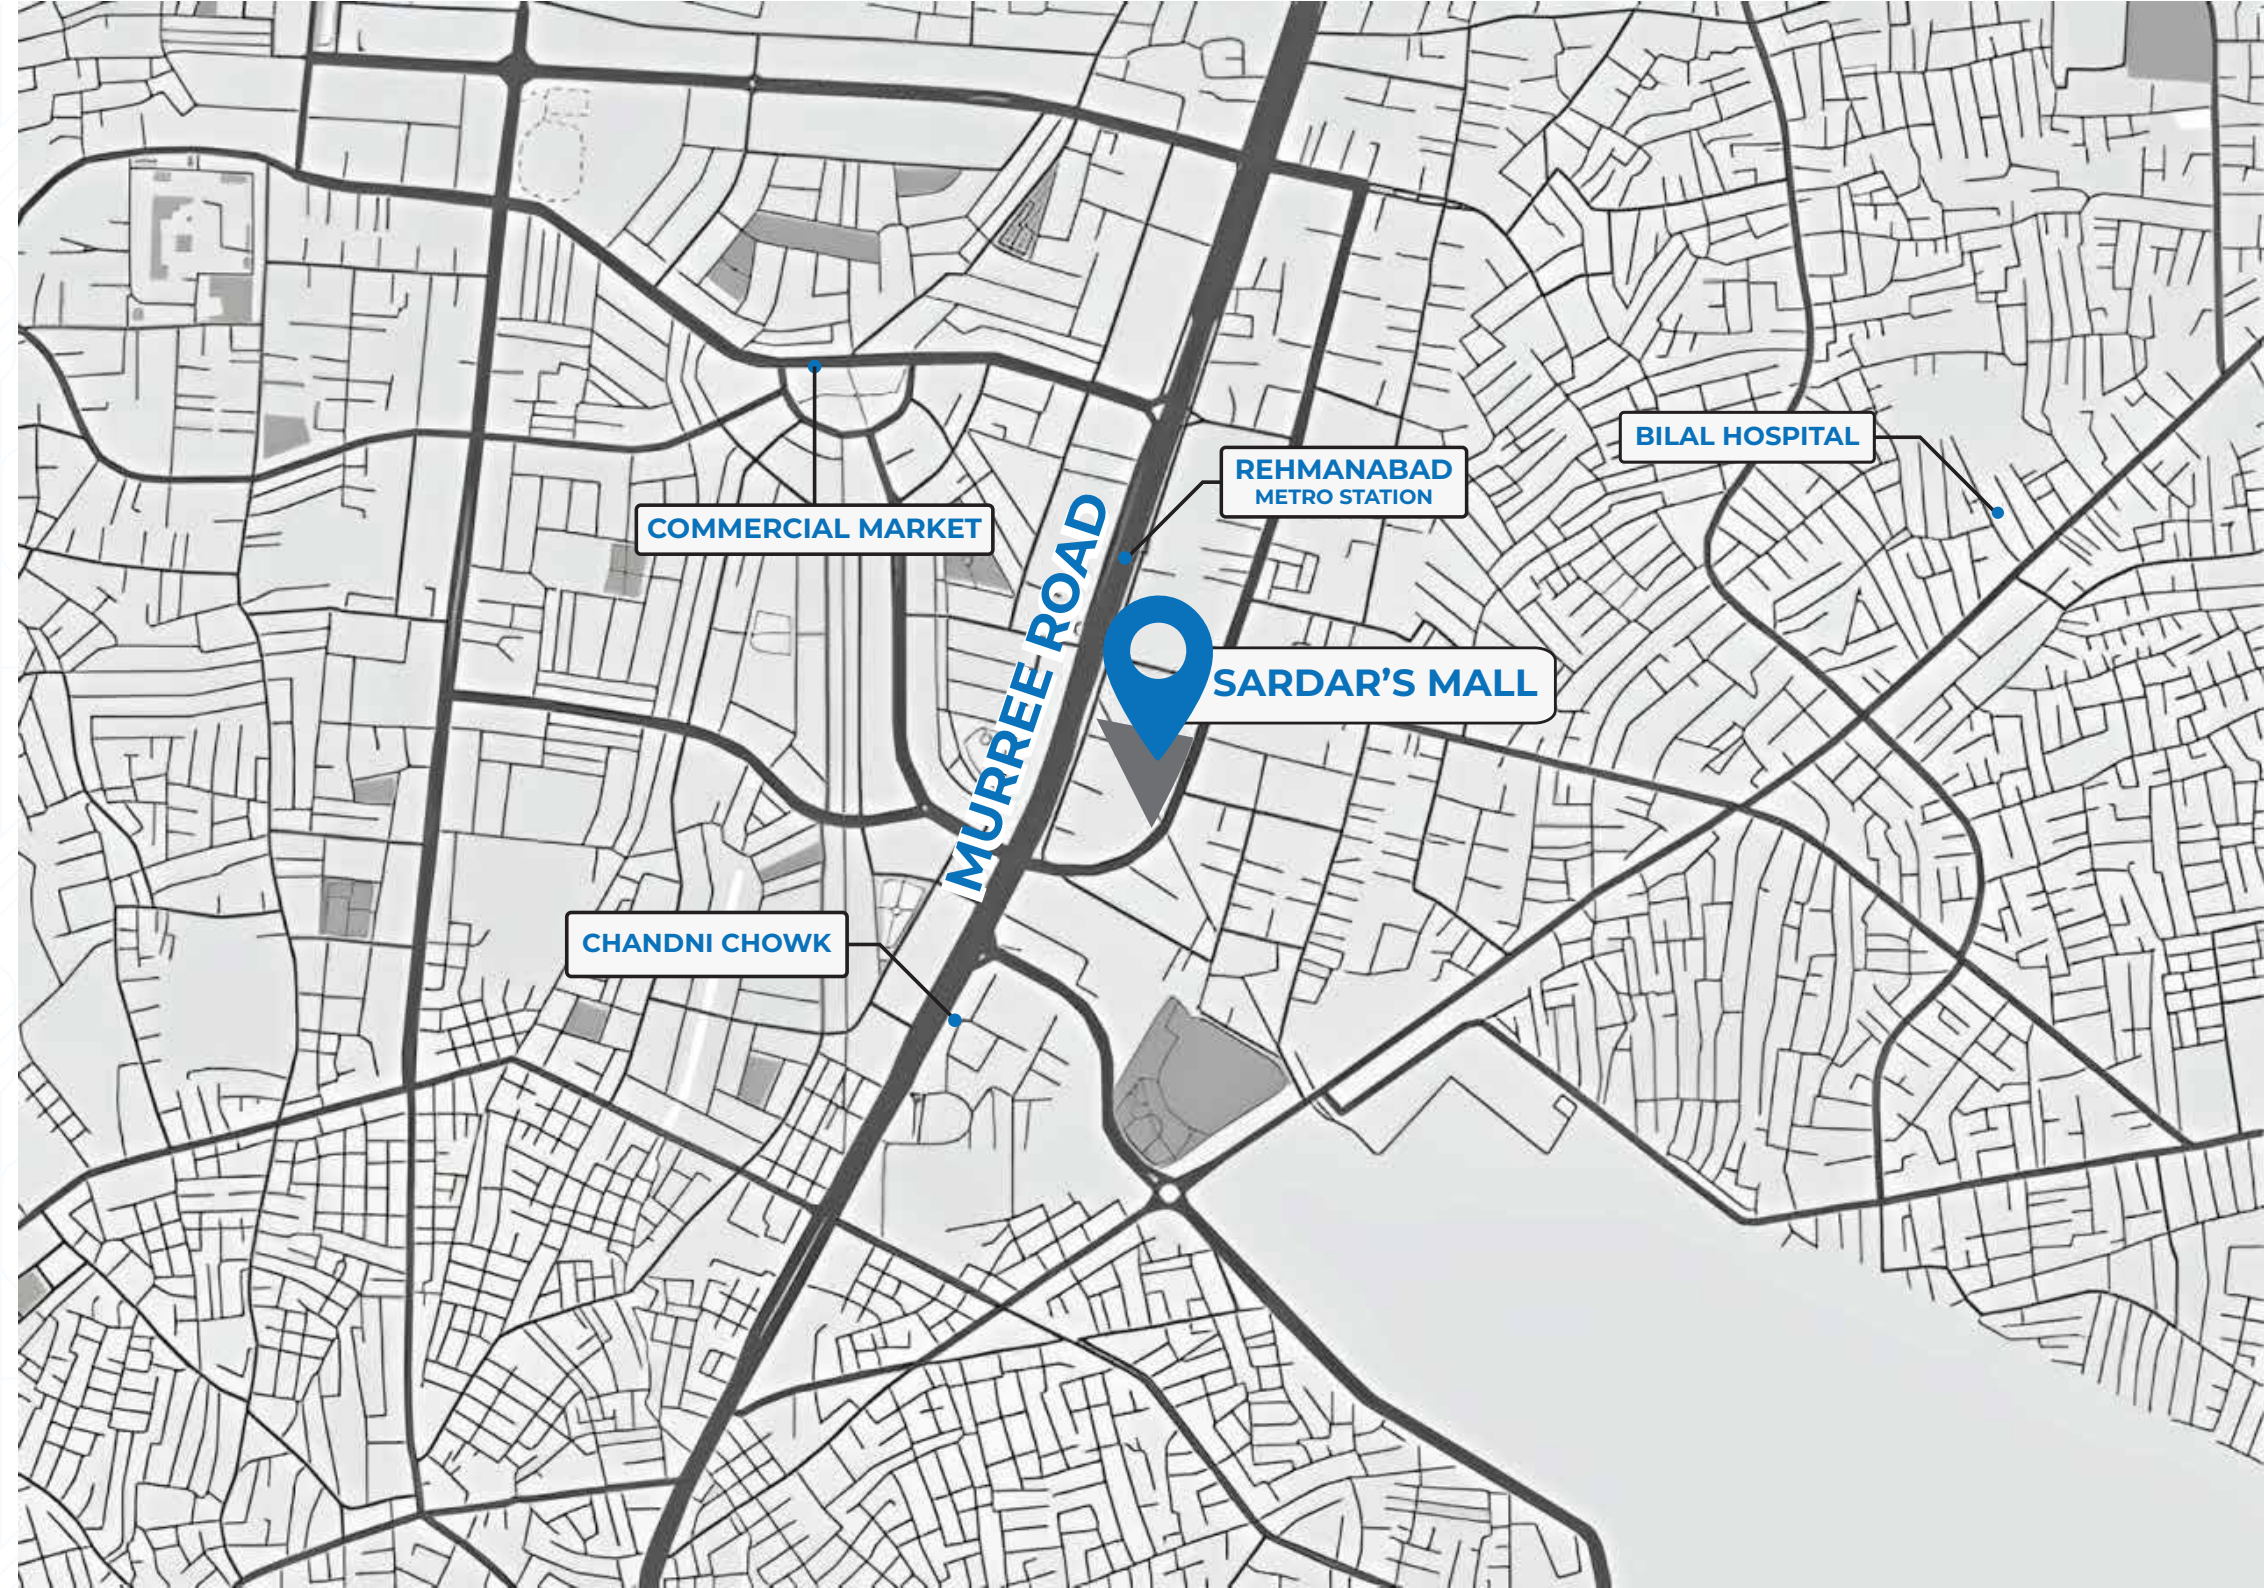 BILAL HOSPITAL
REHMANABAD
METRO STATION
COMMERCIAL MARKET
MURREE ROAD
SARDAR’S MALL
CHANDNI CHOWK